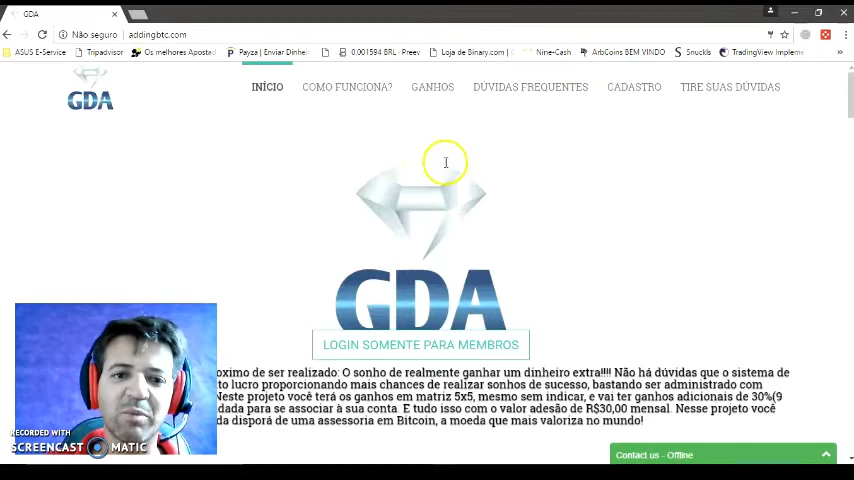 GDA
Não seguro
addingbtc.com
ASUS E-Service
Tripadvisor
Os melhores Apostad
Payza | Enviar Dinhei
0,001594 BRL - Preev
Loja de Binary.com |
Nine-Cash
ArbCoins BEM VINDO
Snuckls
TradingView Impleme
GDA
INÍCIO
COMO FUNCIONA?
GANHOS
DÚVIDAS FREQUENTES
CADASTRO
TIRE SUAS DÚVIDAS
GDA
LOGIN SOMENTE PARA MEMBROS
oximo de ser realizado: O sonho de realmente ganhar um dinheiro extra!!!! Não há dúvidas que o sistema de
to lucro proporcionando mais chances de realizar sonhos de sucesso, bastando ser administrado com
Neste projeto você terá os ganhos em matriz 5x5, mesmo sem indicar, e vai ter ganhos adicionais de 30%(9
dada para se associar à sua conta. E tudo isso com o valor adesão de R$30,00 mensal. Nesse projeto você
da disporá de uma assessoria em Bitcoin, a moeda que mais valoriza no mundo!
Contact us - Offline
RECORDED WITH
SCREENCAST MATIC